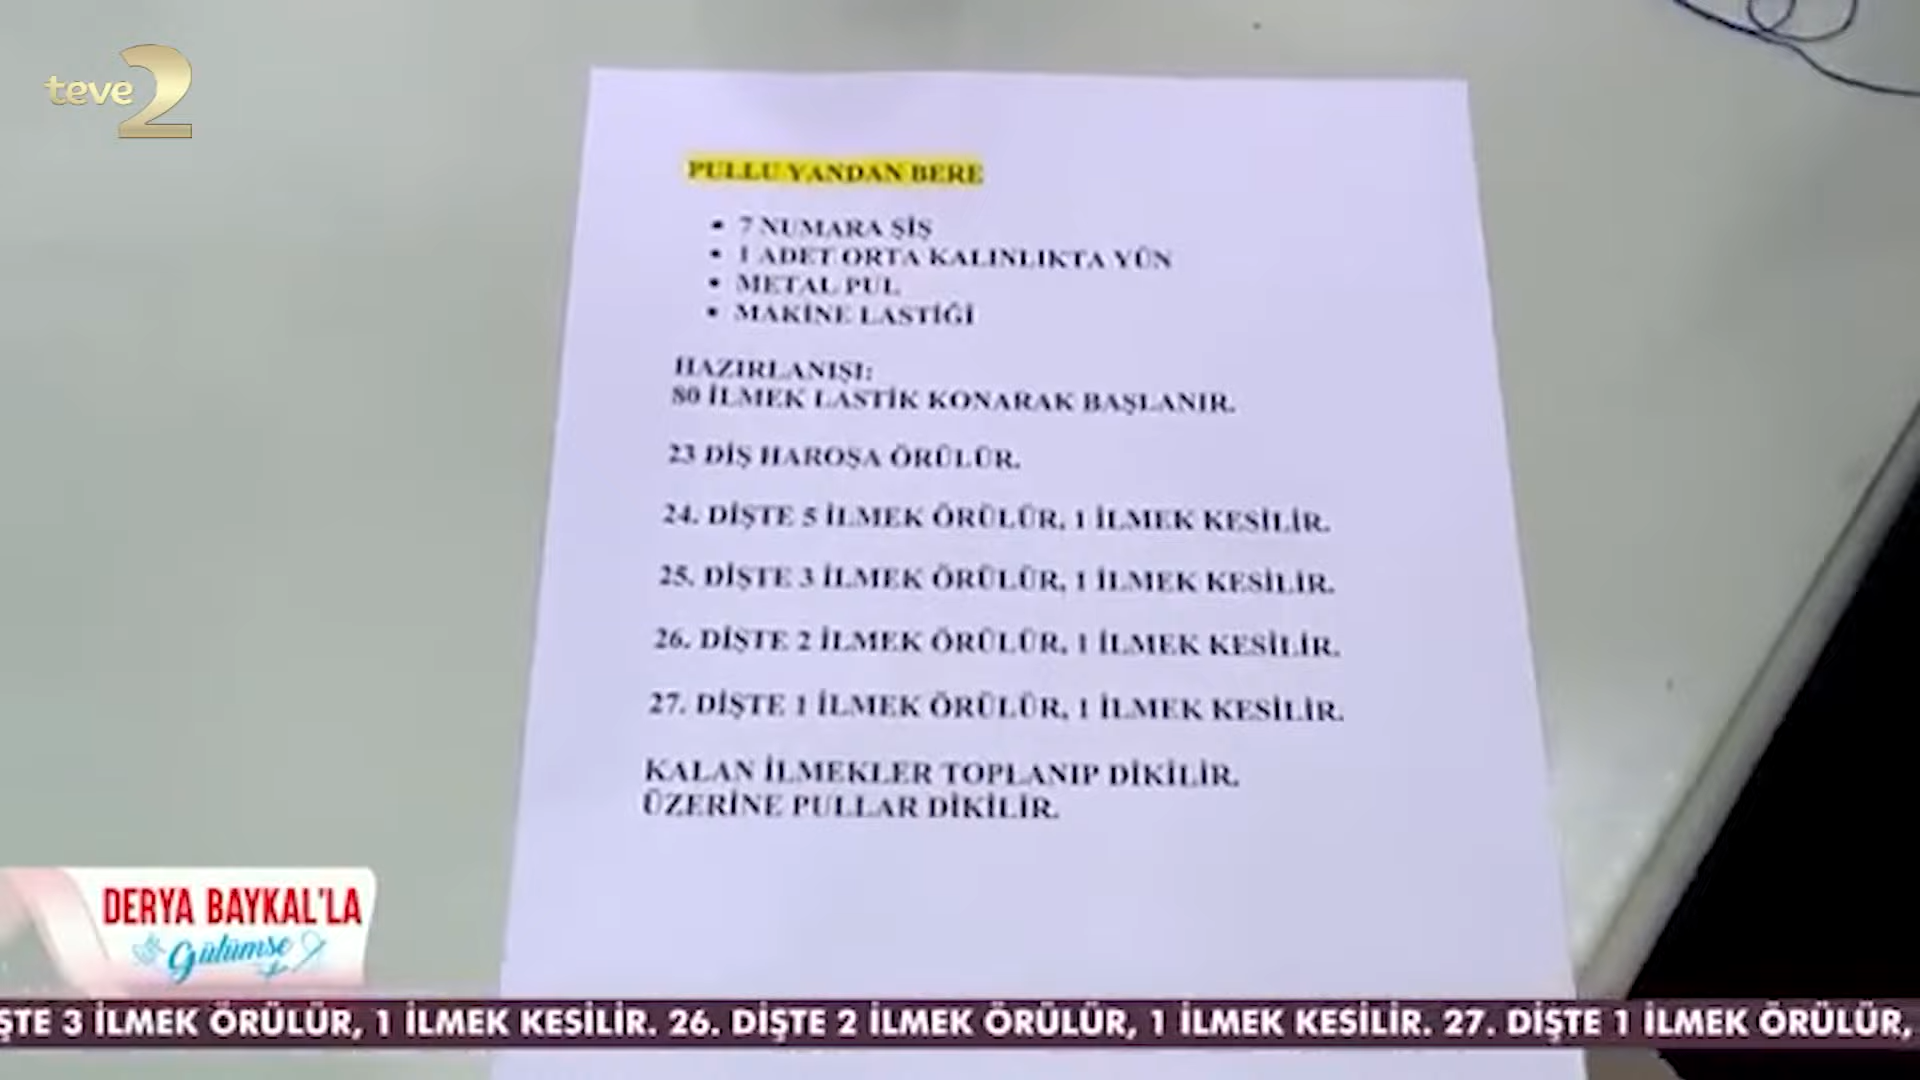 teve2
PULLU YANDAN BERE
• 7 NUMARA ŞİŞ
• 1 ADET ORTA KALINLIKTA YÜN
• METAL PUL
• MAKİNE LASTİĞİ
HAZIRLANIŞI:
80 İLMEK LASTİK KONARAK BAŞLANIR.
23 DİŞ HAROŞA ÖRÜLÜR.
24. DİŞTE 5 İLMEK ÖRÜLÜR, 1 İLMEK KESİLİR.
25. DİŞTE 3 İLMEK ÖRÜLÜR, 1 İLMEK KESİLİR.
26. DİŞTE 2 İLMEK ÖRÜLÜR, 1 İLMEK KESİLİR.
27. DİŞTE 1 İLMEK ÖRÜLÜR, 1 İLMEK KESİLİR.
KALAN İLMEKLER TOPLANIP DİKİLİR.
ÜZERİNE PULLAR DİKİLİR.
DERYA BAYKAL'LA
Gülümse
ŞTE 3 İLMEK ÖRÜLÜR, 1 İLMEK KESİLİR. 26. DİŞTE 2 İLMEK ÖRÜLÜR, 1 İLMEK KESİLİR. 27. DİŞTE 1 İLMEK ÖRÜLÜR,